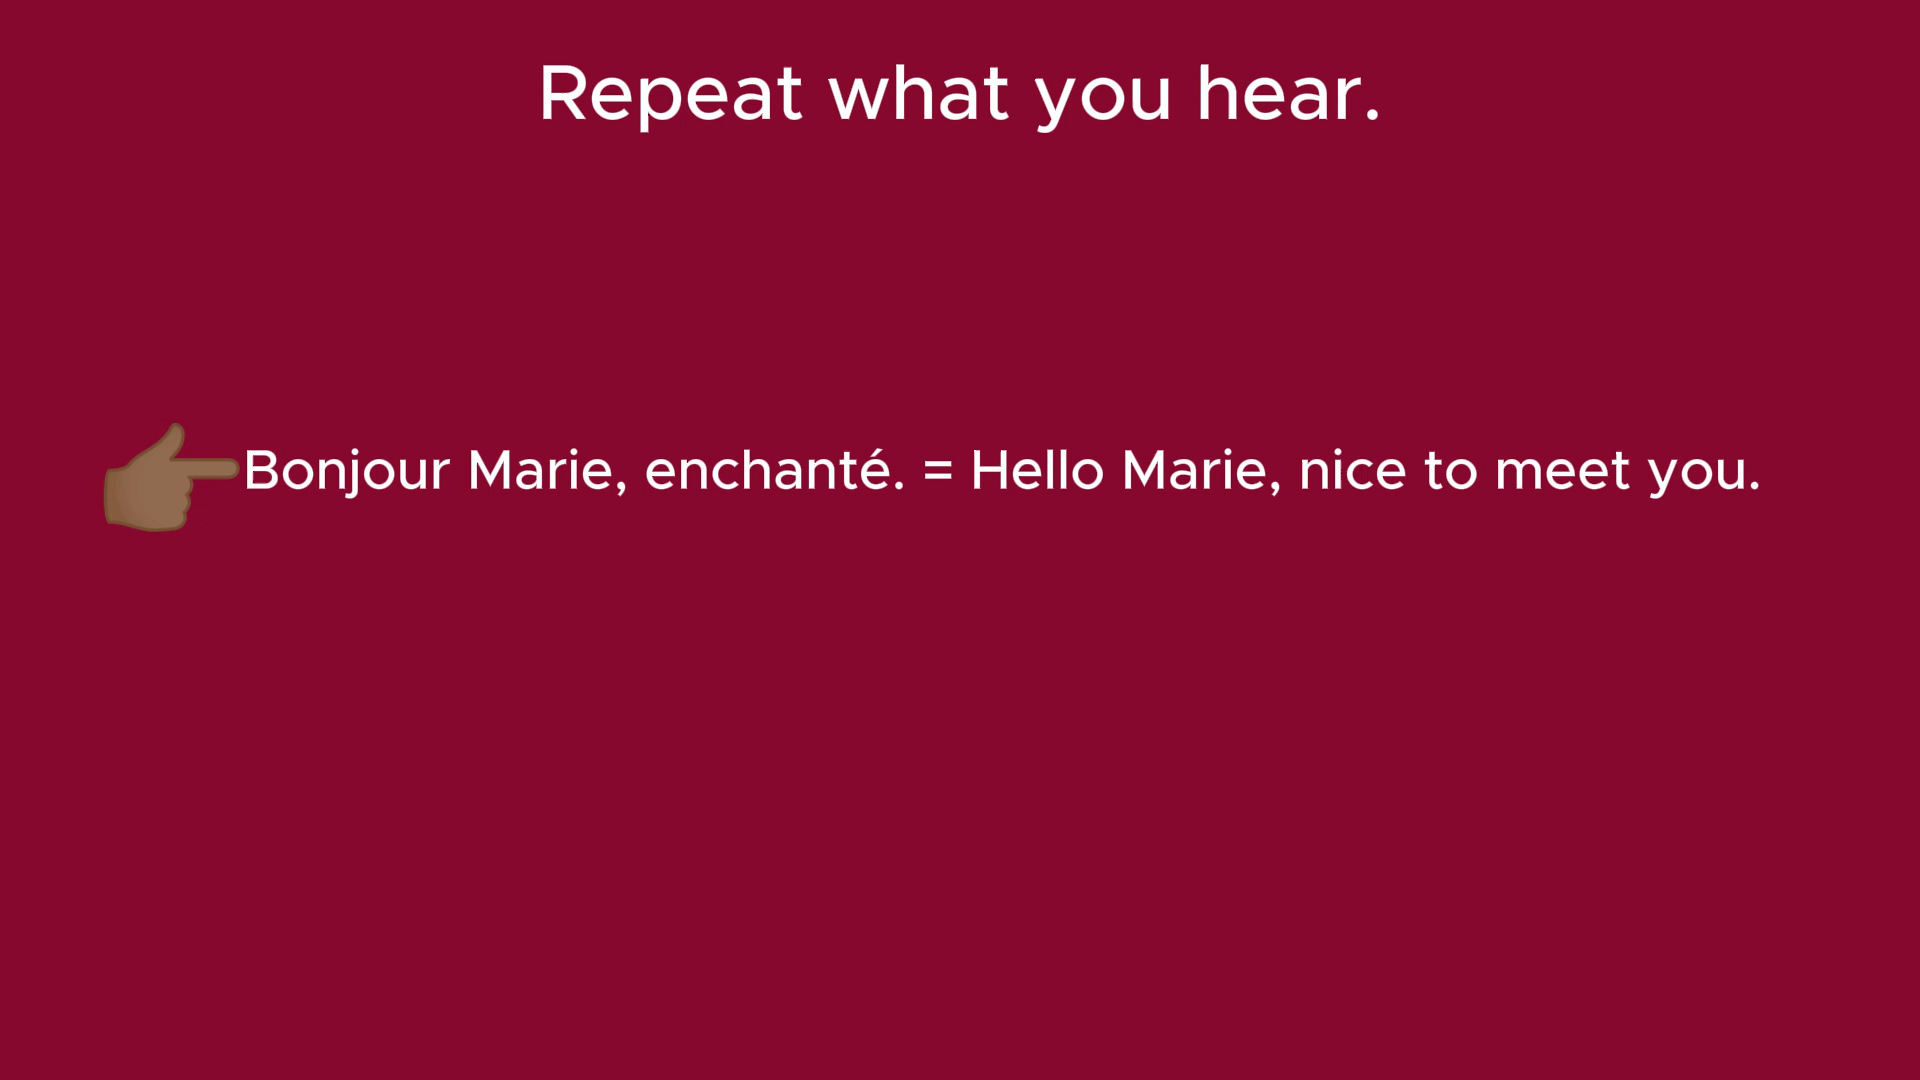 Repeat what you hear.
Bonjour Marie, enchanté. = Hello Marie, nice to meet you.